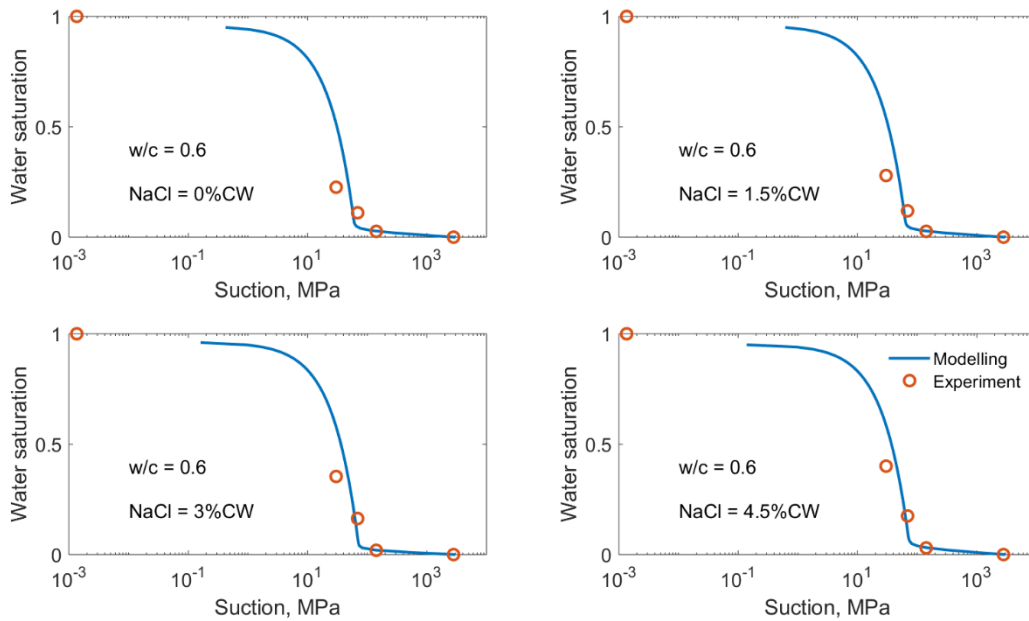 1
0.5
0
Water saturation
w/c = 0.6
NaCl = 0%CW
10^-3
10^-1
10^1
10^3
Suction, MPa
1
0.5
0
Water saturation
w/c = 0.6
NaCl = 1.5%CW
10^-3
10^-1
10^1
10^3
Suction, MPa
1
0.5
0
Water saturation
w/c = 0.6
NaCl = 3%CW
10^-3
10^-1
10^1
10^3
Suction, MPa
1
0.5
0
Water saturation
Modelling
Experiment
w/c = 0.6
NaCl = 4.5%CW
10^-3
10^-1
10^1
10^3
Suction, MPa